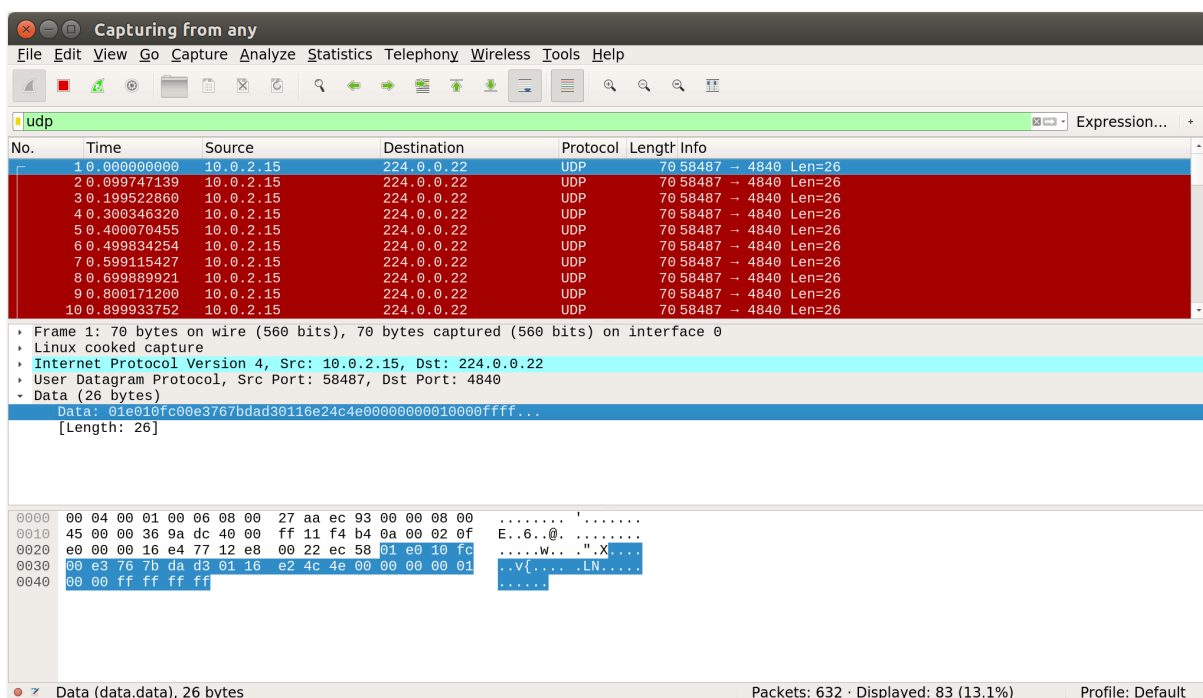 Capturing from any
File Edit View Go Capture Analyze Statistics Telephony Wireless Tools Help
udp Expression... +
No. Time Source Destination Protocol Length Info
1 0.000000000 10.0.2.15 224.0.0.22 UDP 70 58487 → 4840 Len=26
2 0.099747139 10.0.2.15 224.0.0.22 UDP 70 58487 → 4840 Len=26
3 0.199522860 10.0.2.15 224.0.0.22 UDP 70 58487 → 4840 Len=26
4 0.300346320 10.0.2.15 224.0.0.22 UDP 70 58487 → 4840 Len=26
5 0.400070455 10.0.2.15 224.0.0.22 UDP 70 58487 → 4840 Len=26
6 0.499834254 10.0.2.15 224.0.0.22 UDP 70 58487 → 4840 Len=26
7 0.599115427 10.0.2.15 224.0.0.22 UDP 70 58487 → 4840 Len=26
8 0.699889921 10.0.2.15 224.0.0.22 UDP 70 58487 → 4840 Len=26
9 0.800171200 10.0.2.15 224.0.0.22 UDP 70 58487 → 4840 Len=26
10 0.899933752 10.0.2.15 224.0.0.22 UDP 70 58487 → 4840 Len=26
Frame 1: 70 bytes on wire (560 bits), 70 bytes captured (560 bits) on interface 0
Linux cooked capture
Internet Protocol Version 4, Src: 10.0.2.15, Dst: 224.0.0.22
User Datagram Protocol, Src Port: 58487, Dst Port: 4840
Data (26 bytes)
Data: 01e010fc00e3767bdad30116e24c4e00000000010000ffff...
[Length: 26]
0000 00 04 00 01 00 06 08 00 27 aa ec 93 00 00 08 00 ........ '.......
0010 45 00 00 36 9a dc 40 00 ff 11 f4 b4 0a 00 02 0f E..6..@. ........
0020 e0 00 00 16 e4 77 12 e8 00 22 ec 58 01 e0 10 fc .....w.. .".X....
0030 00 e3 76 7b da d3 01 16 e2 4c 4e 00 00 00 00 01 ..v{.... .LN.....
0040 00 00 ff ff ff ff ......
Data (data.data), 26 bytes Packets: 632 · Displayed: 83 (13.1%) Profile: Default